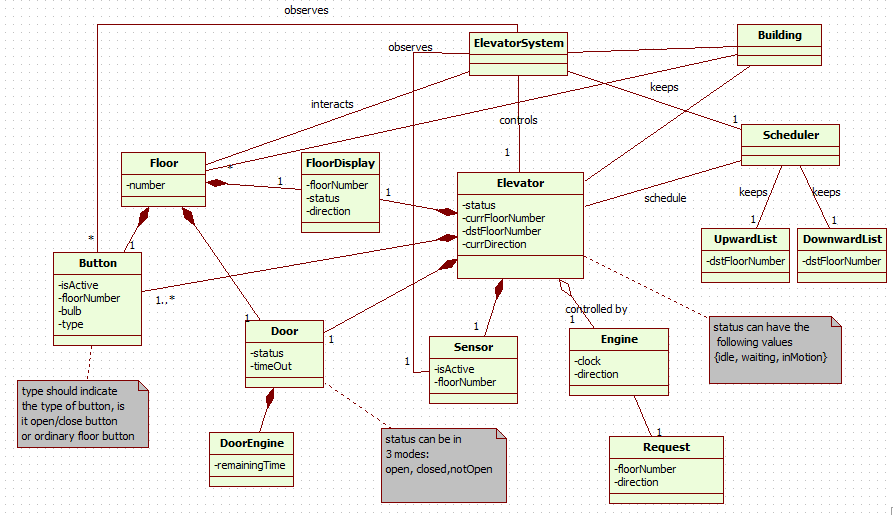 observes
ElevatorSystem
Building
observes
keeps
interacts
controls
1
1
Scheduler
Floor
-number
*
1
FloorDisplay
-floorNumber
-status
-direction
1
Elevator
-status
-currFloorNumber
-dstFloorNumber
-currDirection
schedule
keeps
keeps
1
1
UpwardList
-dstFloorNumber
DownwardList
-dstFloorNumber
*
1
Button
-isActive
-floorNumber
-bulb
-type
1..*
1
Door
-status
-timeOut
1
1
1
Sensor
-isActive
-floorNumber
controlled by
1
Engine
-clock
-direction
status can have the
following values
{idle, waiting, inMotion}
type should indicate
the type of button, is
it open/close button
or ordinary floor button
DoorEngine
-remainingTime
status can be in
3 modes:
open, closed,notOpen
1
Request
-floorNumber
-direction